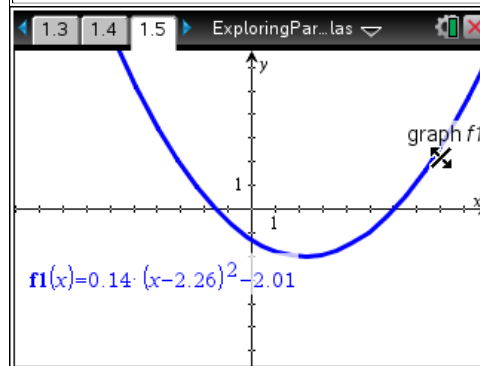 1.3 1.4 1.5 ExploringPar…las
y
graph f1
x
1
1
f1(x)=0.14·(x−2.26)²−2.01